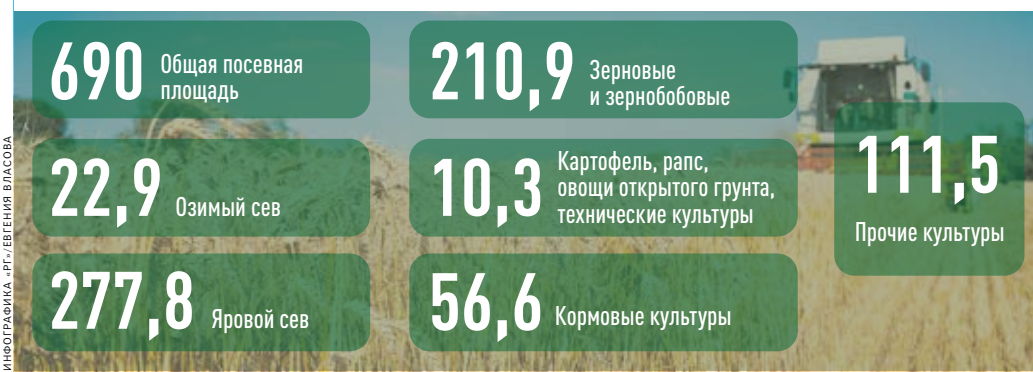 690 Общая посевная
площадь
22,9 Озимый сев
277,8 Яровой сев
210,9 Зерновые
и зернобобовые
10,3 Картофель, рапс,
овощи открытого грунта,
технические культуры
56,6 Кормовые культуры
111,5
Прочие культуры
ИНФОГРАФИКА «РГ»/ЕВГЕНИЯ ВЛАСОВА